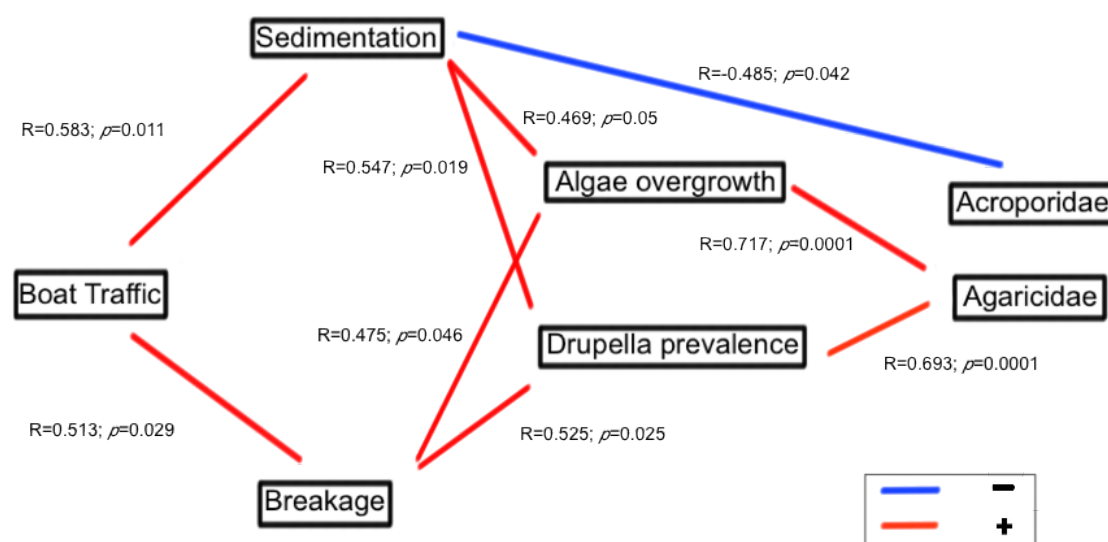 Sedimentation
R=-0.485; p=0.042
R=0.469; p=0.05
R=0.583; p=0.011
R=0.547; p=0.019
Algae overgrowth
Acroporidae
R=0.717; p=0.0001
Boat Traffic
Agaricidae
R=0.475; p=0.046
Drupella prevalence
R=0.693; p=0.0001
R=0.513; p=0.029
R=0.525; p=0.025
Breakage
−
+